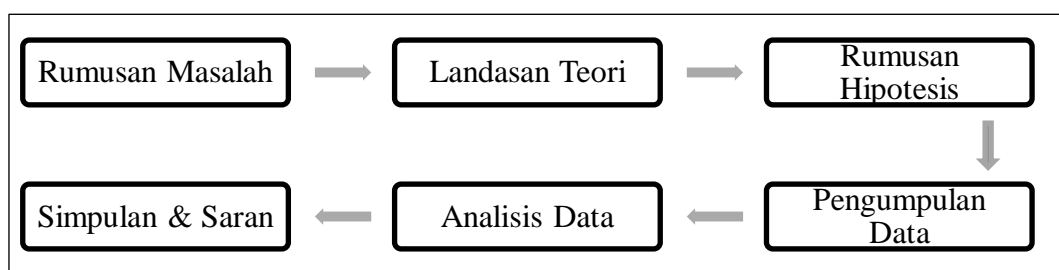 Rumusan Masalah
Landasan Teori
Rumusan
Hipotesis
Pengumpulan
Data
Analisis Data
Simpulan & Saran